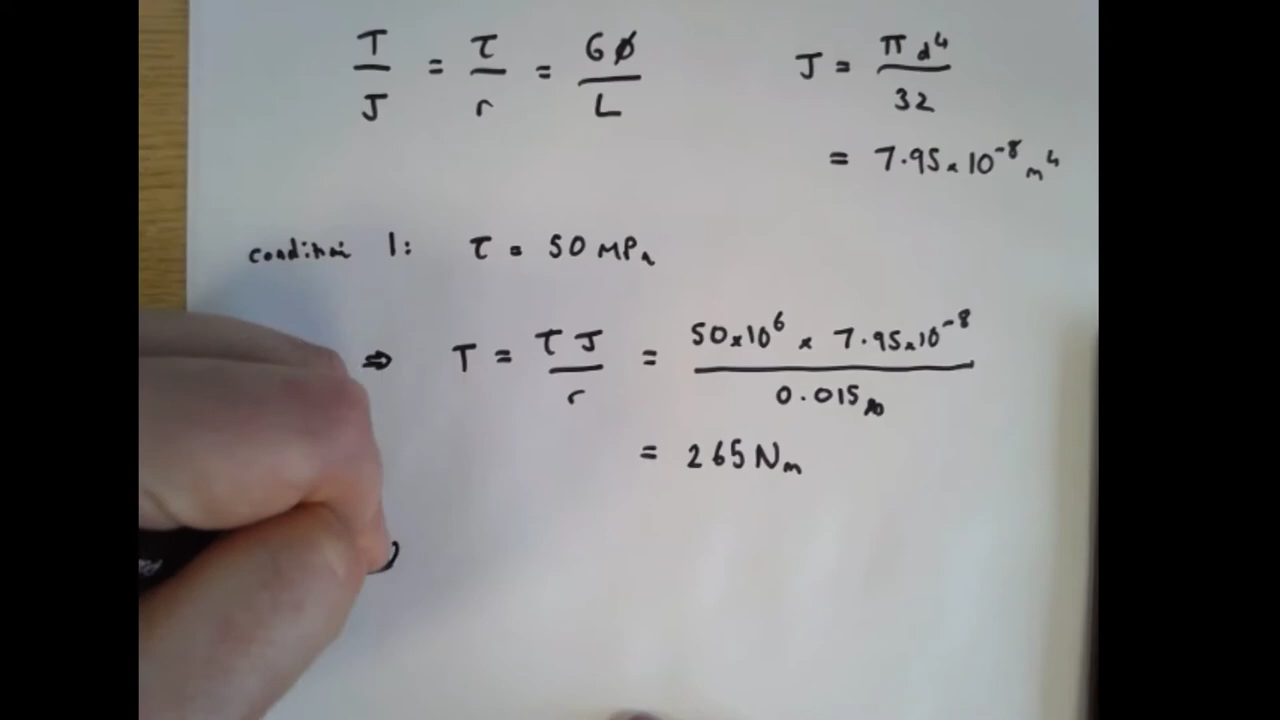 T/J = τ/r = Gϕ/L
J = πd⁴/32
= 7.95×10⁻⁸ m⁴
condition 1: τ = 50 MPa
⇒ T = τJ/r = 50×10⁶ × 7.95×10⁻⁸/0.015
= 265 Nm
2